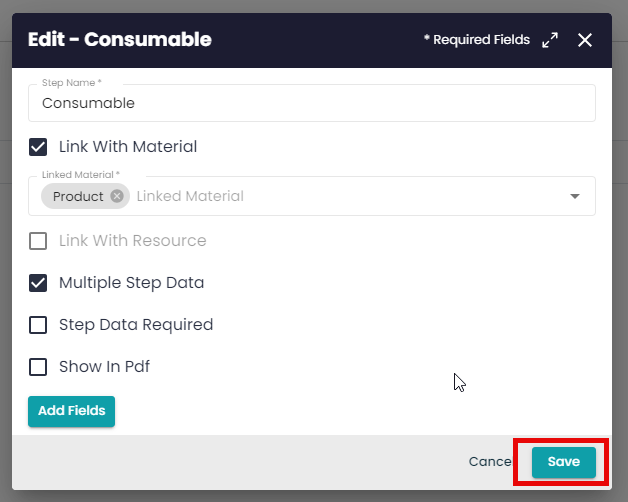 Edit - Consumable
* Required Fields
Step Name *
Consumable
Link With Material
Linked Material *
Product
Linked Material
Link With Resource
Multiple Step Data
Step Data Required
Show In Pdf
Add Fields
Cancel
Save